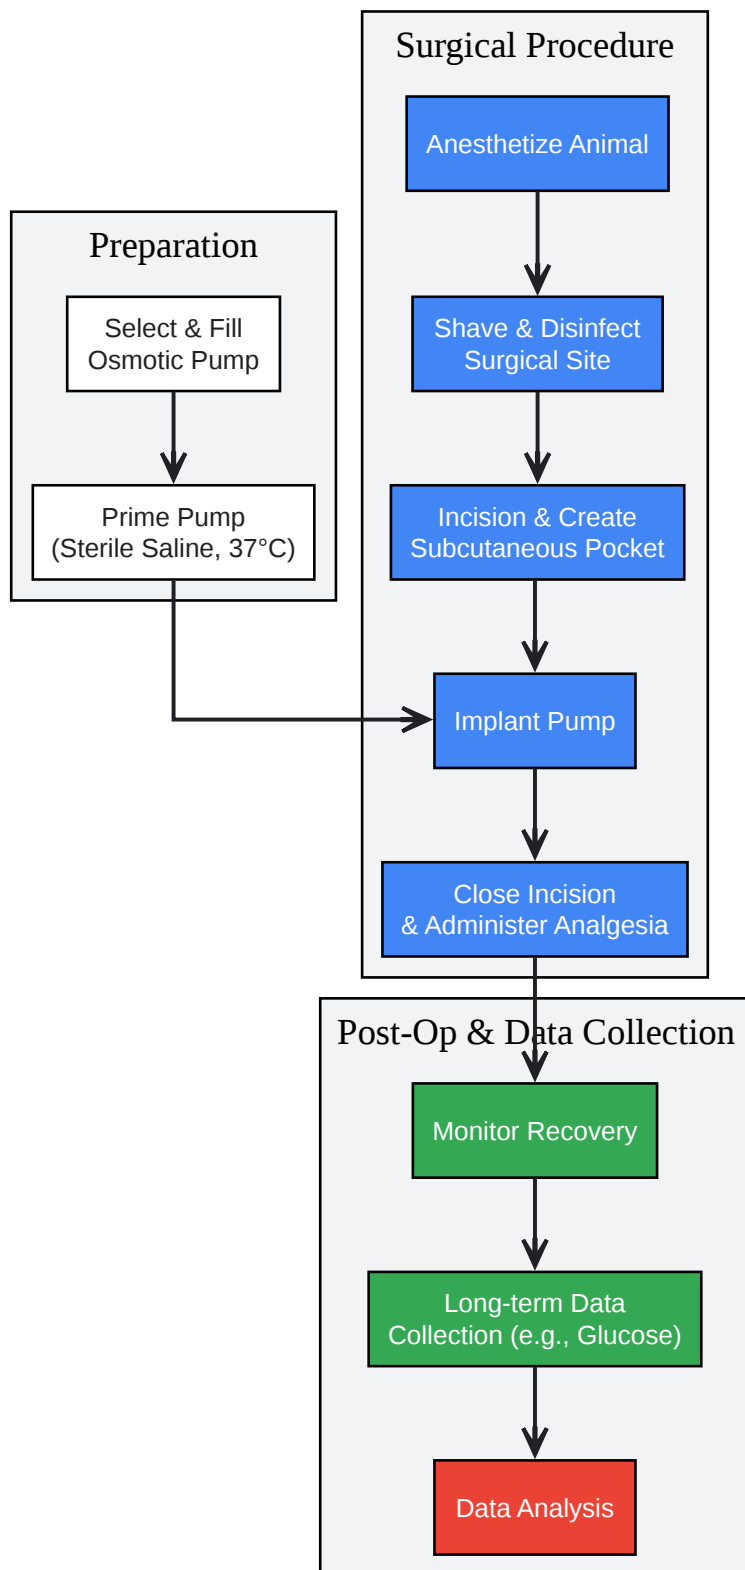 Surgical Procedure
Anesthetize Animal
Preparation
Select & Fill
Osmotic Pump
Shave & Disinfect
Surgical Site
Prime Pump
(Sterile Saline, 37°C)
Incision & Create
Subcutaneous Pocket
Implant Pump
Close Incision
& Administer Analgesia
Post-Op & Data Collection
Monitor Recovery
Long-term Data
Collection (e.g., Glucose)
Data Analysis